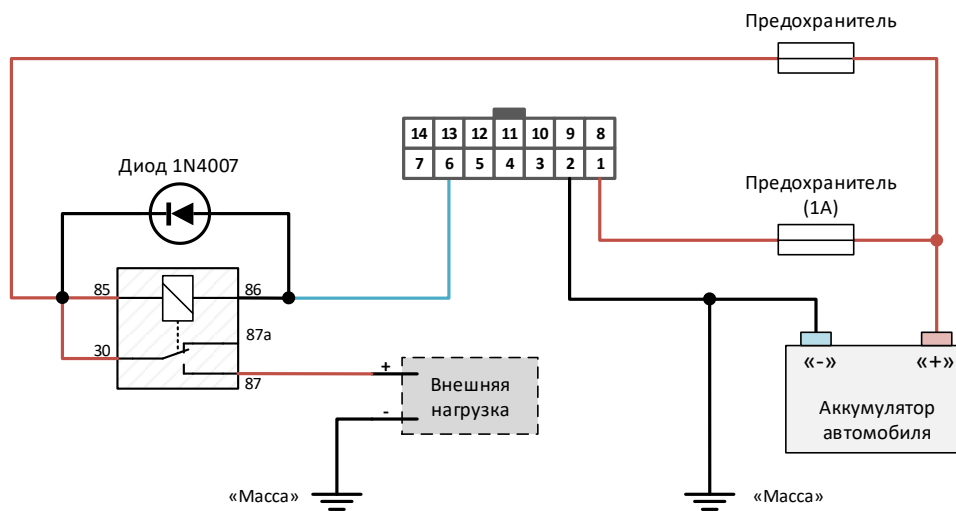 Предохранитель
14 13 12 11 10 9 8
7 6 5 4 3 2 1
Диод 1N4007
Предохранитель
(1А)
85
86
87а
30
87
+
-
Внешняя
нагрузка
«-»
«+»
Аккумулятор
автомобиля
«Масса»
«Масса»